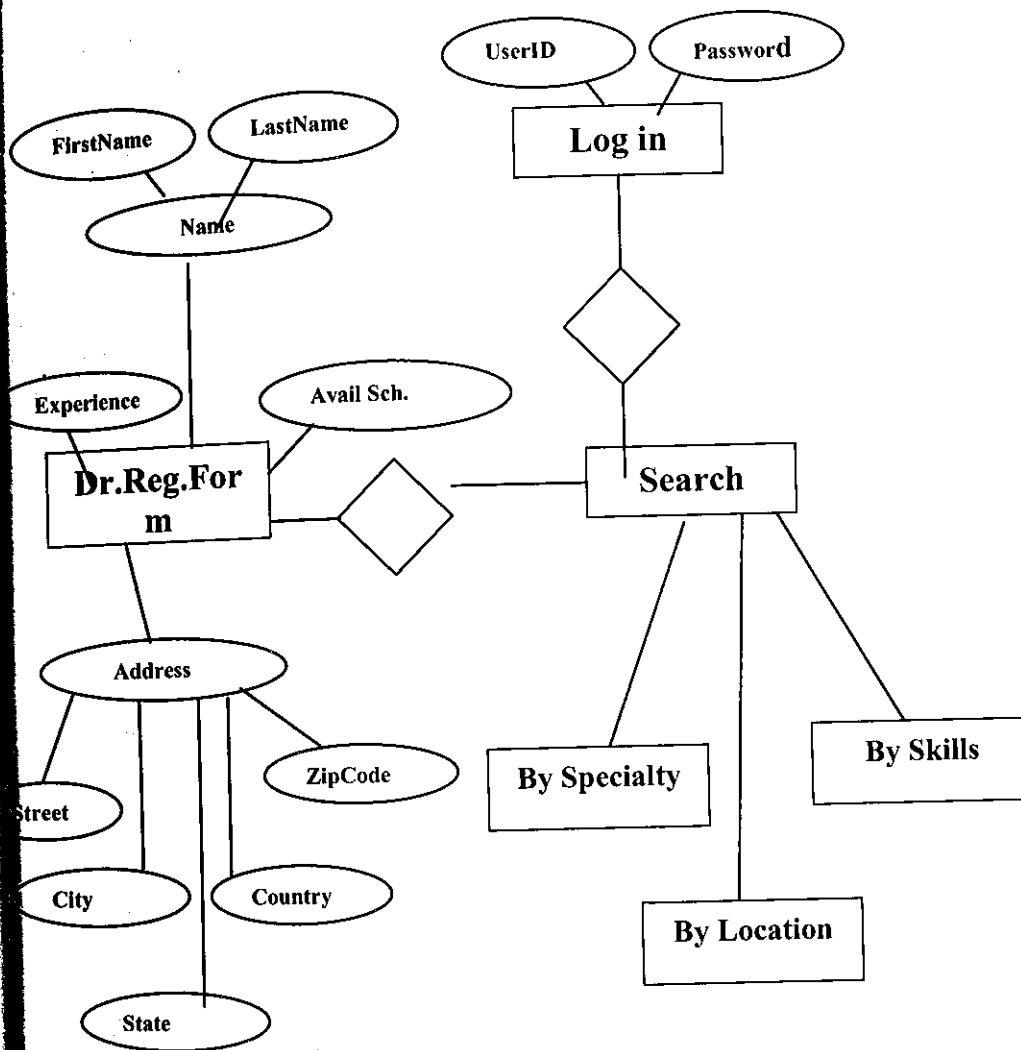 UserID
Password
FirstName
LastName
Log in
Name
Experience
Avail Sch.
Dr.Reg.For
m
Search
Address
ZipCode
By Specialty
By Skills
Street
City
Country
By Location
State